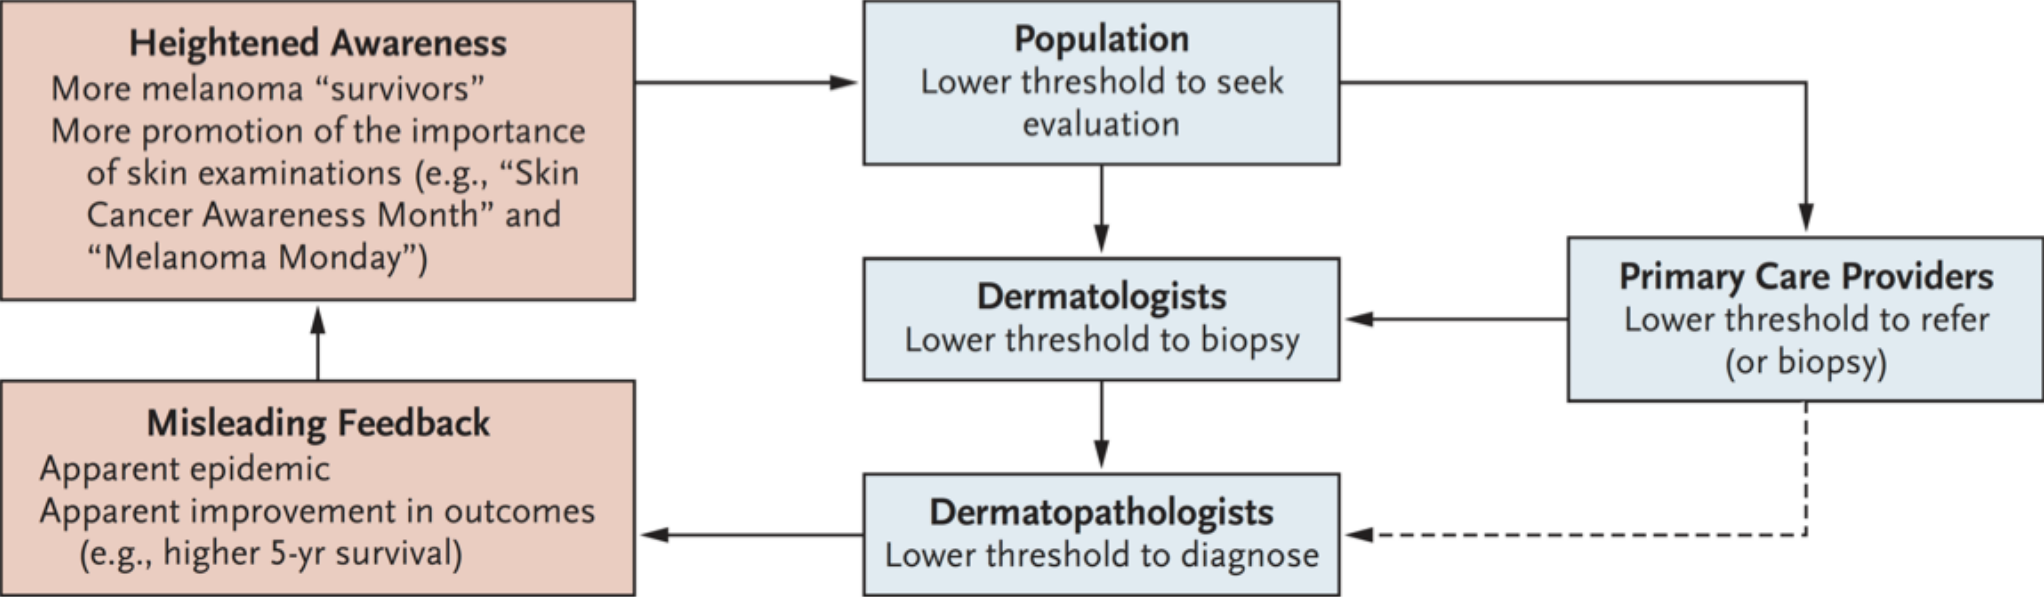 Heightened Awareness
More melanoma “survivors”
More promotion of the importance
of skin examinations (e.g., “Skin
Cancer Awareness Month” and
“Melanoma Monday”)
Population
Lower threshold to seek
evaluation
Primary Care Providers
Lower threshold to refer
(or biopsy)
Dermatologists
Lower threshold to biopsy
Dermatopathologists
Lower threshold to diagnose
Misleading Feedback
Apparent epidemic
Apparent improvement in outcomes
(e.g., higher 5-yr survival)